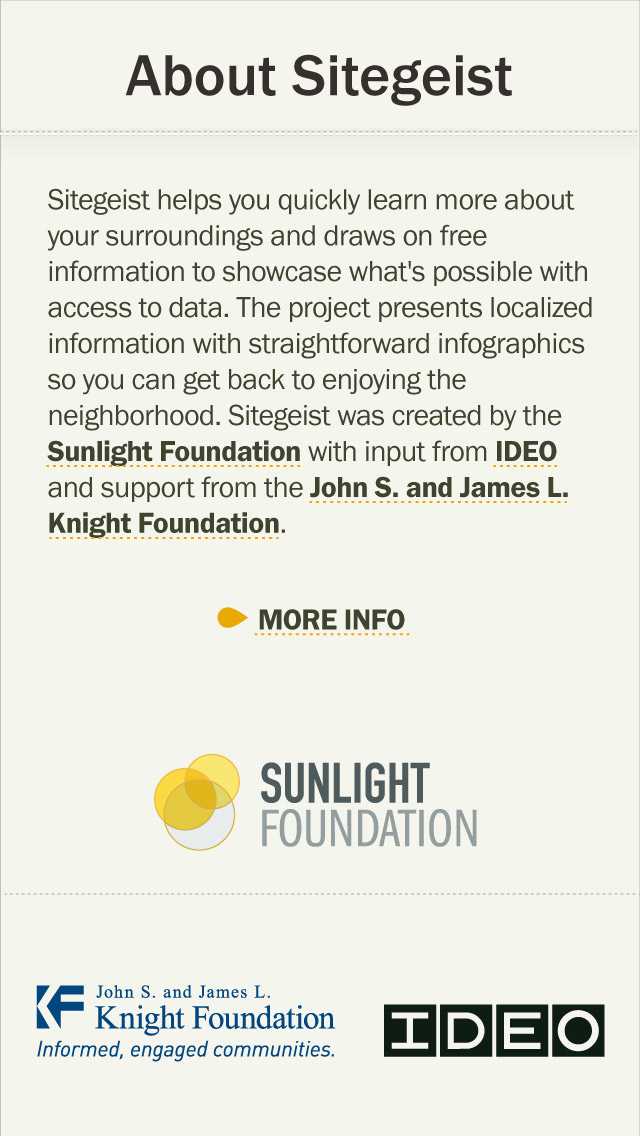 About Sitegeist
Sitegeist helps you quickly learn more about
your surroundings and draws on free
information to showcase what's possible with
access to data. The project presents localized
information with straightforward infographics
so you can get back to enjoying the
neighborhood. Sitegeist was created by the
Sunlight Foundation with input from IDEO
and support from the John S. and James L.
Knight Foundation.
MORE INFO
SUNLIGHT
FOUNDATION
John S. and James L.
Knight Foundation
Informed, engaged communities.
IDEO